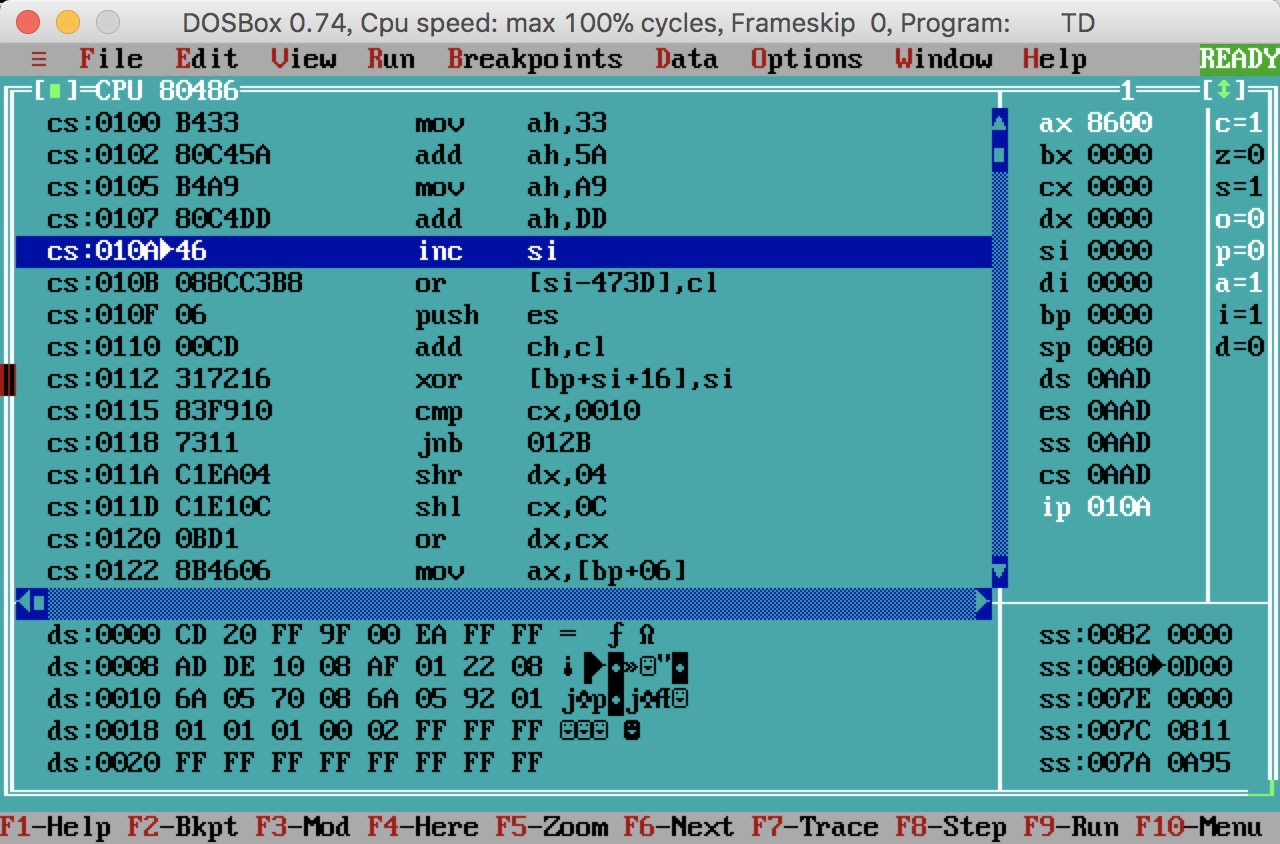 DOSBox 0.74, Cpu speed: max 100% cycles, Frameskip 0, Program: TD
≡ File Edit View Run Breakpoints Data Options Window Help READY
[■]=CPU 80486 1 [↕]
cs:0100 B433 mov ah,33
cs:0102 80C45A add ah,5A
cs:0105 B4A9 mov ah,A9
cs:0107 80C4DD add ah,DD
cs:010A►46 inc si
cs:010B 088CC3B8 or [si-473D],cl
cs:010F 06 push es
cs:0110 00CD add ch,cl
cs:0112 317216 xor [bp+si+16],si
cs:0115 83F910 cmp cx,0010
cs:0118 7311 jnb 012B
cs:011A C1EA04 shr dx,04
cs:011D C1E10C shl cx,0C
cs:0120 0BD1 or dx,cx
cs:0122 8B4606 mov ax,[bp+06]
ax 8600 c=1
bx 0000 z=0
cx 0000 s=1
dx 0000 o=0
si 0000 p=0
di 0000 a=1
bp 0000 i=1
sp 0080 d=0
ds 0AAD
es 0AAD
ss 0AAD
cs 0AAD
ip 010A
ds:0000 CD 20 FF 9F 00 EA FF FF = ƒ Ω
ds:0008 AD DE 10 08 AF 01 22 08 ¡▐►◘»☺"◘
ds:0010 6A 05 70 08 6A 05 92 01 j♣p◘j♣Æ☺
ds:0018 01 01 01 00 02 FF FF FF ☺☺☺ ☻
ds:0020 FF FF FF FF FF FF FF FF
ss:0082 0000
ss:0080►0D00
ss:007E 0000
ss:007C 0811
ss:007A 0A95
F1-Help F2-Bkpt F3-Mod F4-Here F5-Zoom F6-Next F7-Trace F8-Step F9-Run F10-Menu